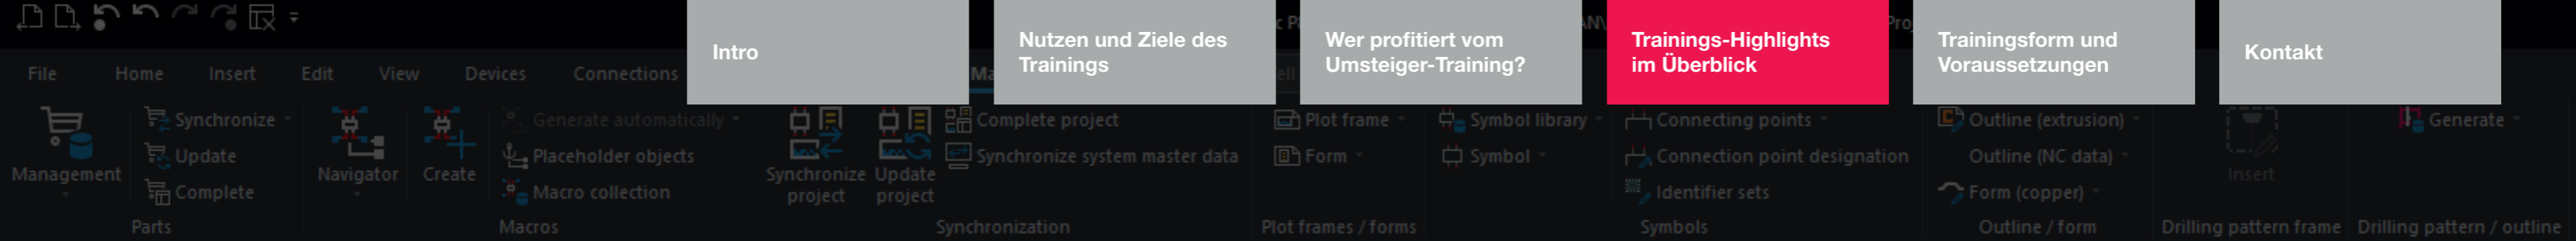 Intro
Nutzen und Ziele des
Trainings
Wer profitiert vom
Umsteiger-Training?
Trainings-Highlights
im Überblick
Trainingsform und
Voraussetzungen
Kontakt
File Home Insert Edit View Devices Connections Ma
Synchronize
Update
Complete
Management
Parts
Navigator
Create
Generate automatically
Placeholder objects
Macro collection
Macros
Synchronize
project
Update
project
Complete project
Synchronize system master data
Synchronization
Plot frame
Form
Plot frames / forms
Symbol library
Symbol
Connecting points
Connection point designation
Identifier sets
Symbols
Outline (extrusion)
Outline (NC data)
Form (copper)
Outline / form
Insert
Drilling pattern frame
Generate
Drilling pattern / outline